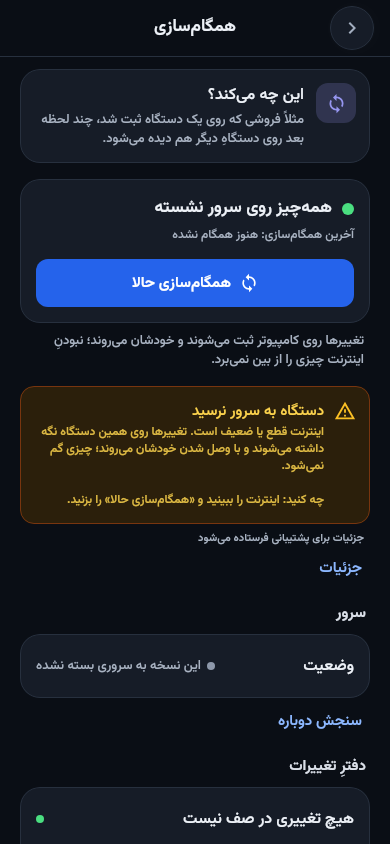 همگام‌سازی
این چه می‌کند؟
مثلاً فروشی که روی یک دستگاه ثبت شد، چند لحظه
بعد روی دستگاهِ دیگر هم دیده می‌شود.
همه‌چیز روی سرور نشسته
آخرین همگام‌سازی: هنوز همگام نشده
همگام‌سازی حالا
تغییرها روی کامپیوتر ثبت می‌شوند و خودشان می‌روند؛ نبودنِ
اینترنت چیزی را از بین نمی‌برد.
دستگاه به سرور نرسید
اینترنت قطع یا ضعیف است. تغییرها روی همین دستگاه نگه
داشته می‌شوند و با وصل شدن خودشان می‌روند؛ چیزی گم
نمی‌شود.
چه کنید: اینترنت را ببینید و «همگام‌سازی حالا» را بزنید.
جزئیات برای پشتیبانی فرستاده می‌شود
جزئیات
سرور
وضعیت
این نسخه به سروری بسته نشده
سنجش دوباره
دفترِ تغییرات
هیچ تغییری در صف نیست